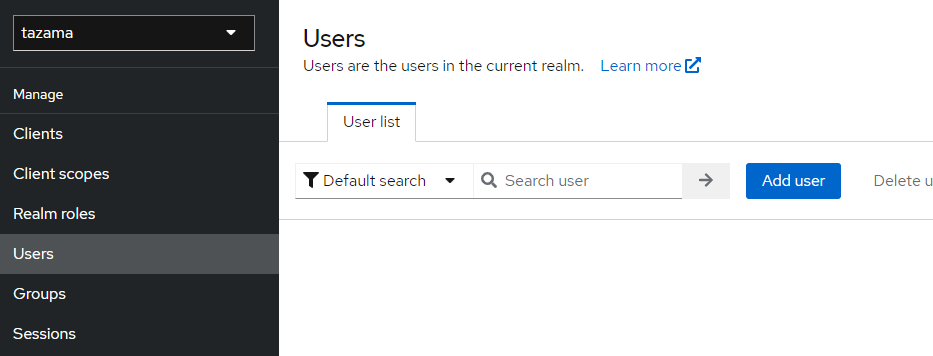 tazama
Manage
Clients
Client scopes
Realm roles
Users
Groups
Sessions
Users
Users are the users in the current realm. Learn more
User list
Default search Search user Add user Delete u